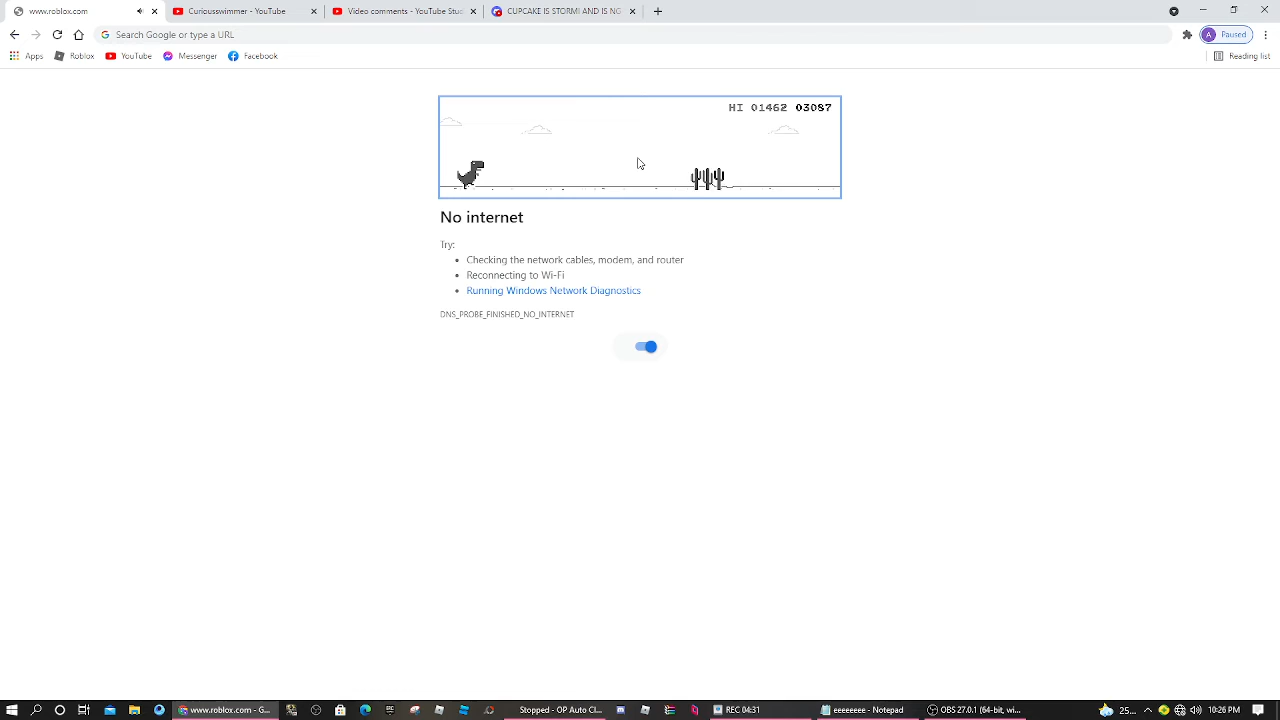 www.roblox.com
Curiousswimmer - YouTube
Video comments - YouTube Stu
CUPCAKE IS STORMI AND IS NG
Search Google or type a URL
A Paused
Apps
Roblox
YouTube
Messenger
Facebook
Reading list
HI 01462 03087
No internet
Try:
• Checking the network cables, modem, and router
• Reconnecting to Wi-Fi
• Running Windows Network Diagnostics
DNS_PROBE_FINISHED_NO_INTERNET
www.roblox.com - G...
Stopped - OP Auto Cl...
REC 04:31
eeeeeee - Notepad
OBS 27.0.1 (64-bit, wi...
25...
10:26 PM